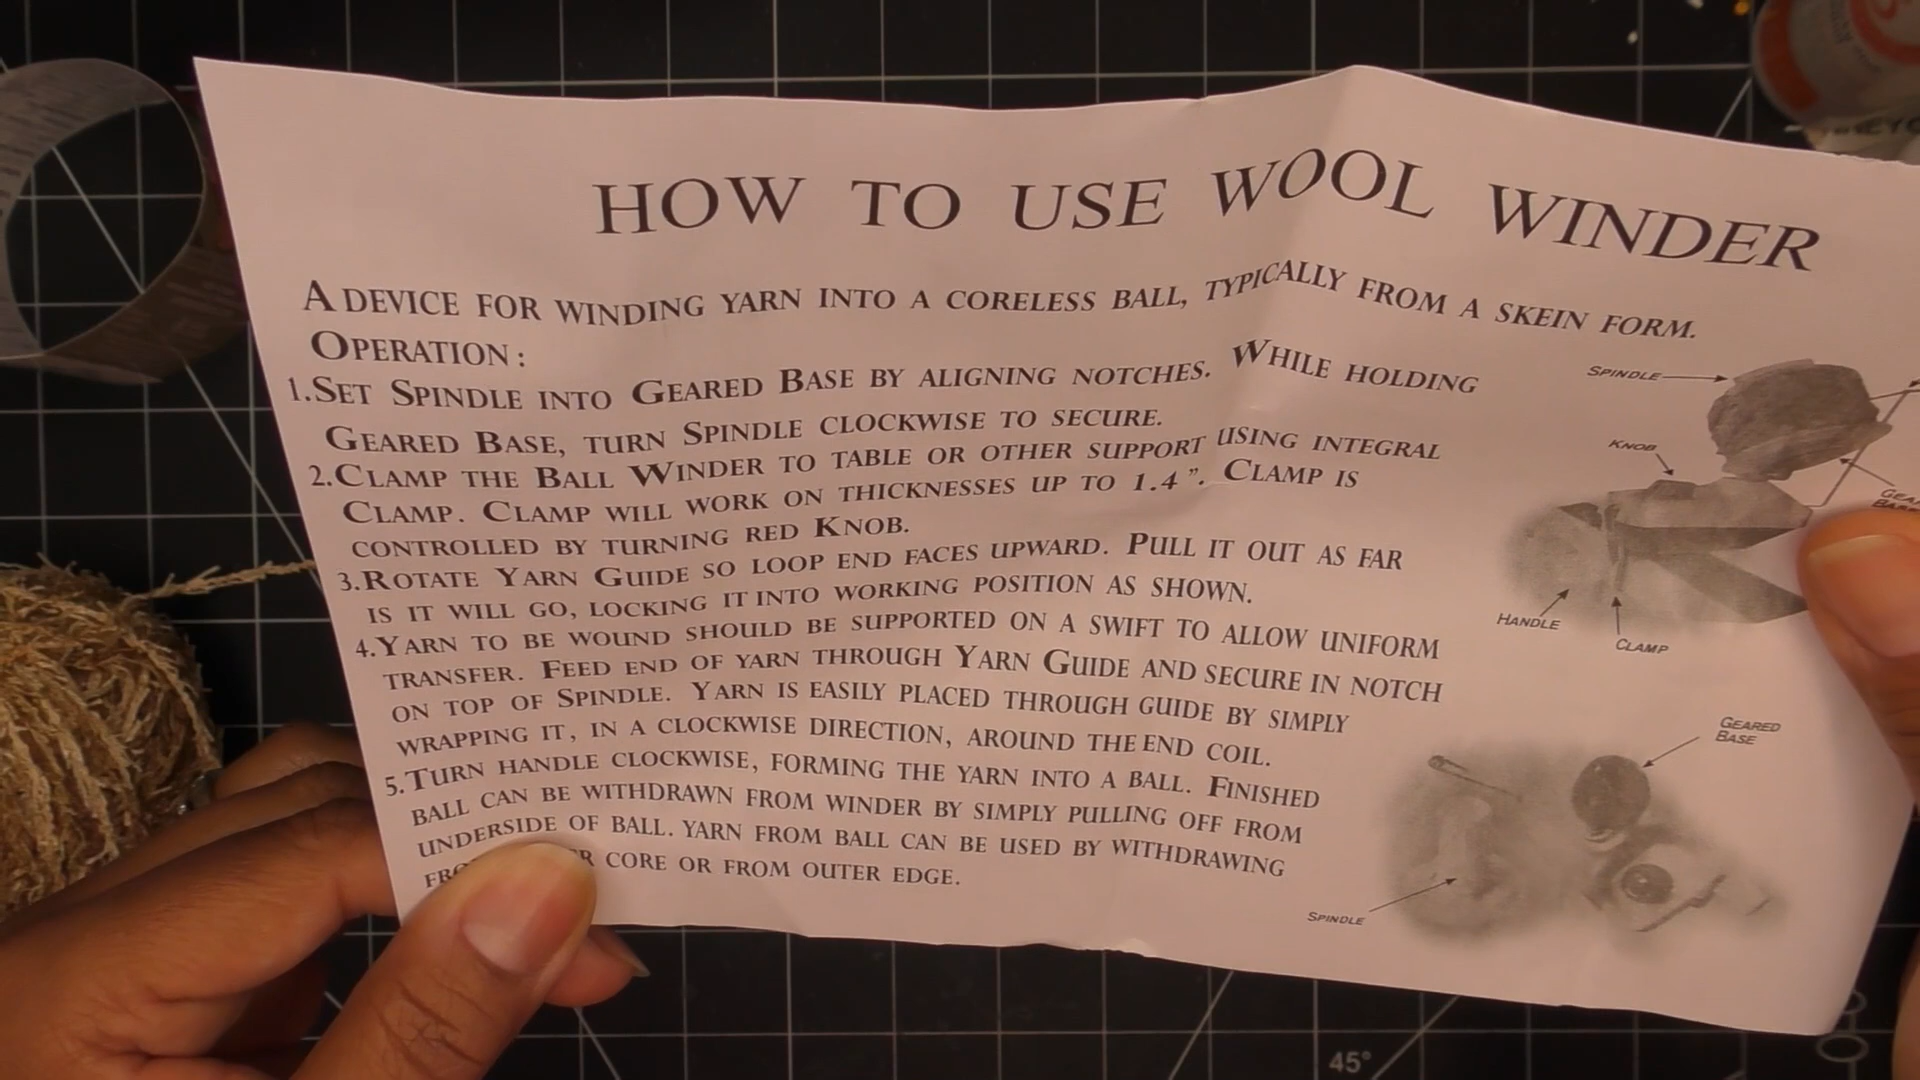 HOW TO USE WOOL WINDER
A DEVICE FOR WINDING YARN INTO A CORELESS BALL, TYPICALLY FROM A SKEIN FORM.
OPERATION:
1.SET SPINDLE INTO GEARED BASE BY ALIGNING NOTCHES. WHILE HOLDING
GEARED BASE, TURN SPINDLE CLOCKWISE TO SECURE.
2.CLAMP THE BALL WINDER TO TABLE OR OTHER SUPPORT USING INTEGRAL
CLAMP. CLAMP WILL WORK ON THICKNESSES UP TO 1.4". CLAMP IS
CONTROLLED BY TURNING RED KNOB.
3.ROTATE YARN GUIDE SO LOOP END FACES UPWARD. PULL IT OUT AS FAR
IS IT WILL GO, LOCKING IT INTO WORKING POSITION AS SHOWN.
4.YARN TO BE WOUND SHOULD BE SUPPORTED ON A SWIFT TO ALLOW UNIFORM
TRANSFER. FEED END OF YARN THROUGH YARN GUIDE AND SECURE IN NOTCH
ON TOP OF SPINDLE. YARN IS EASILY PLACED THROUGH GUIDE BY SIMPLY
WRAPPING IT, IN A CLOCKWISE DIRECTION, AROUND THE END COIL.
5.TURN HANDLE CLOCKWISE, FORMING THE YARN INTO A BALL. FINISHED
BALL CAN BE WITHDRAWN FROM WINDER BY SIMPLY PULLING OFF FROM
UNDERSIDE OF BALL. YARN FROM BALL CAN BE USED BY WITHDRAWING
CORE OR FROM OUTER EDGE.
SPINDLE
KNOB
HANDLE
CLAMP
GEARED
BASE
SPINDLE
45°